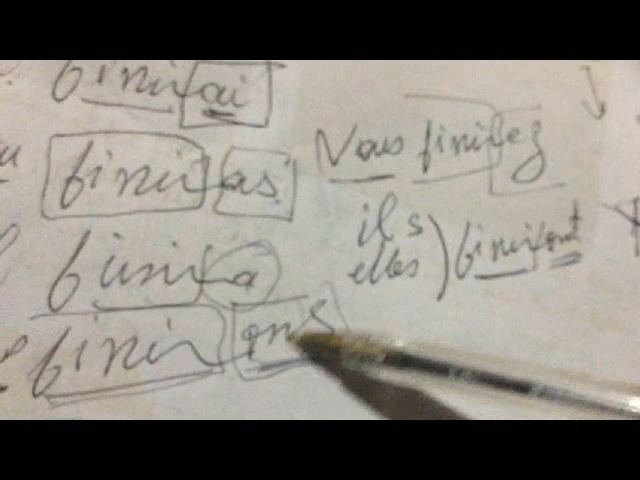 finirai
finiras
finira
finirons
Vous finirez
ils
elles) finiront